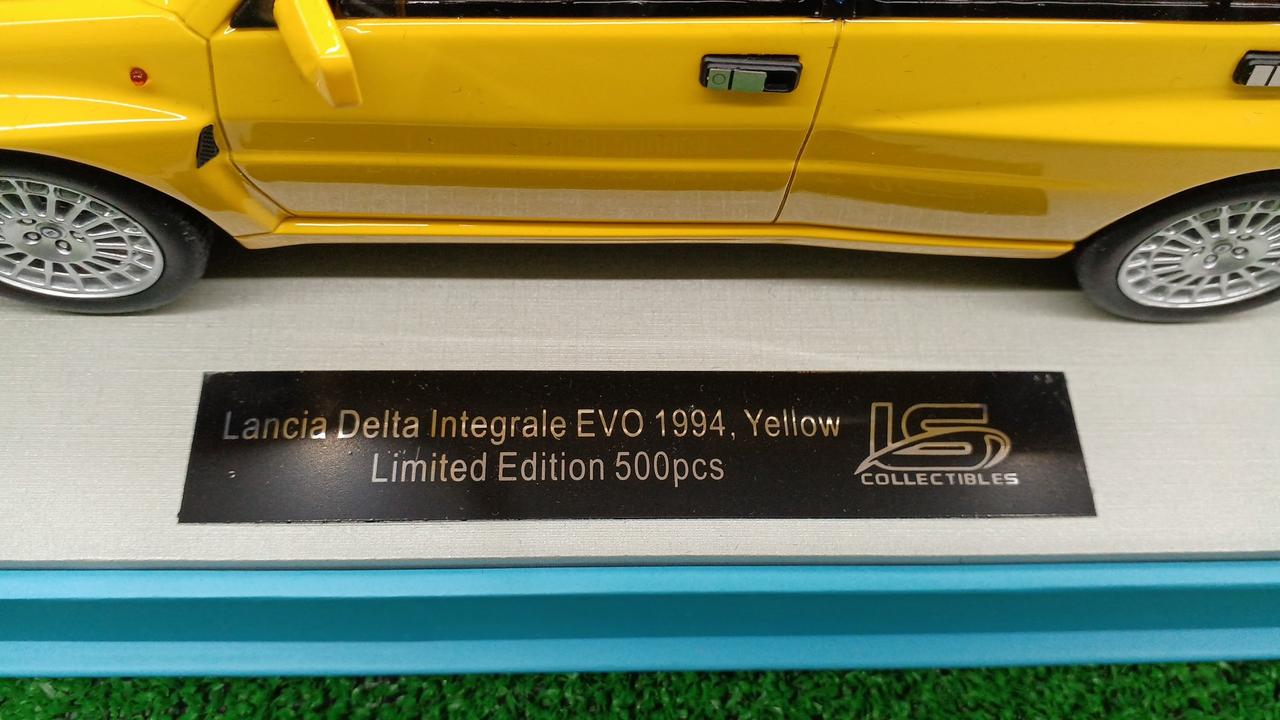 Lancia Delta Integrale EVO 1994, Yellow
Limited Edition 500pcs
LS
COLLECTIBLES